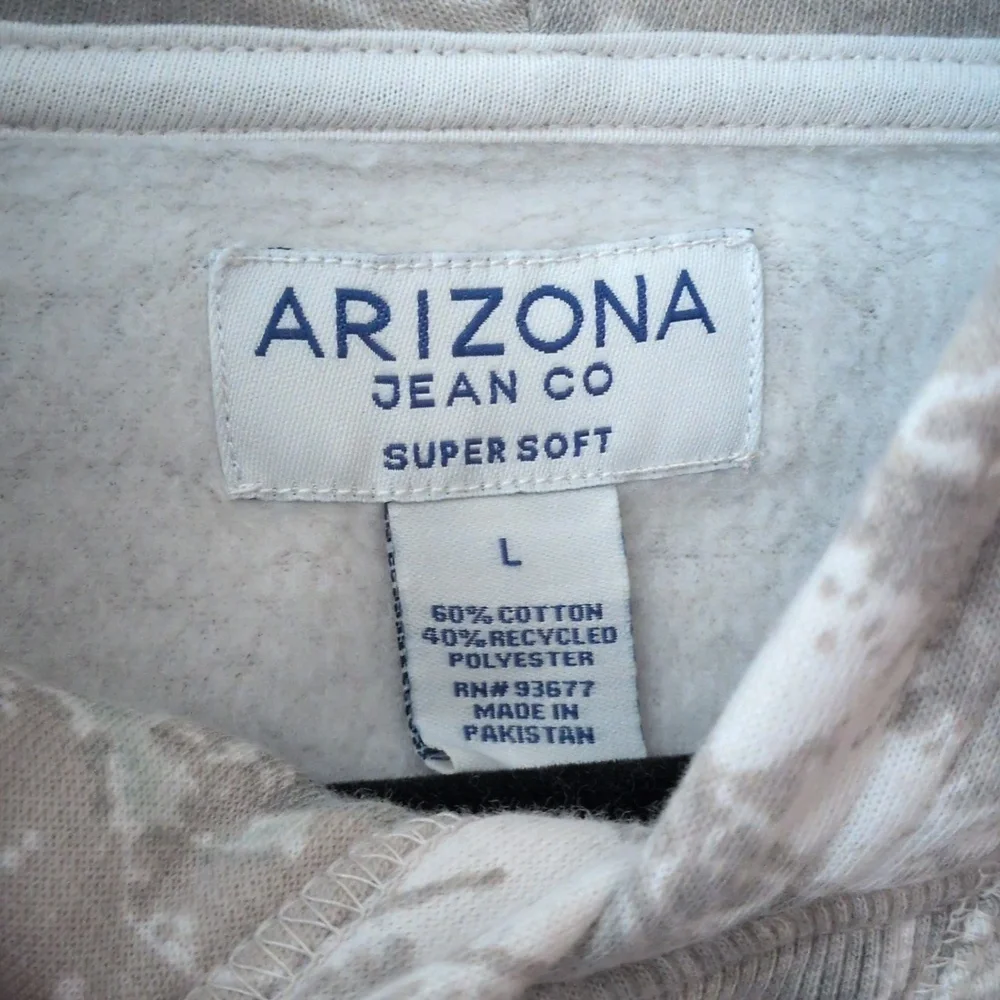 ARIZONA
JEAN CO
SUPER SOFT
L
60% COTTON
40% RECYCLED
POLYESTER
RN# 93677
MADE IN
PAKISTAN